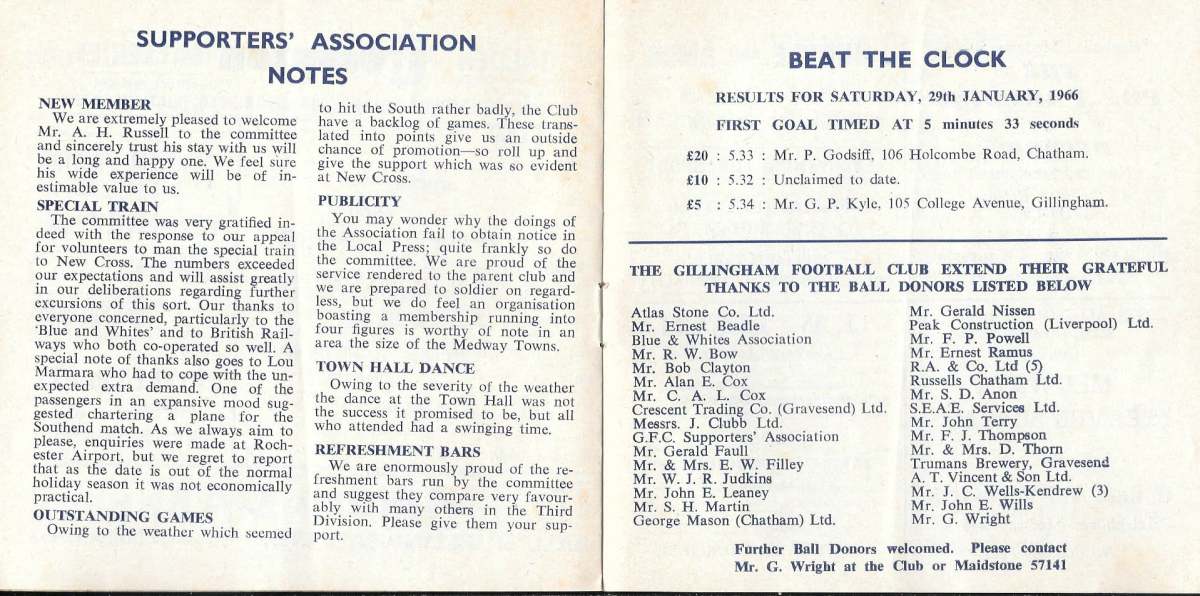 SUPPORTERS' ASSOCIATION
NOTES
NEW MEMBER
We are extremely pleased to welcome
Mr. A. H. Russell to the committee
and sincerely trust his stay with us will
be a long and happy one. We feel sure
his wide experience will be of in-
estimable value to us.
SPECIAL TRAIN
The committee was very gratified in-
deed with the response to our appeal
for volunteers to man the special train
to New Cross. The numbers exceeded
our expectations and will assist greatly
in our deliberations regarding further
excursions of this sort. Our thanks to
everyone concerned, particularly to the
'Blue and Whites' and to British Rail-
ways who both co-operated so well. A
special note of thanks also goes to Lou
Marmara who had to cope with the un-
expected extra demand. One of the
passengers in an expansive mood sug-
gested chartering a plane for the
Southend match. As we always aim to
please, enquiries were made at Roch-
ester Airport, but we regret to report
that as the date is out of the normal
holiday season it was not economically
practical.
OUTSTANDING GAMES
Owing to the weather which seemed
to hit the South rather badly, the Club
have a backlog of games. These trans-
lated into points give us an outside
chance of promotion—so roll up and
give the support which was so evident
at New Cross.
PUBLICITY
You may wonder why the doings of
the Association fail to obtain notice in
the Local Press; quite frankly so do
the committee. We are proud of the
service rendered to the parent club and
we are prepared to soldier on regard-
less, but we do feel an organisation
boasting a membership running into
four figures is worthy of note in an
area the size of the Medway Towns.
TOWN HALL DANCE
Owing to the severity of the weather
the dance at the Town Hall was not
the success it promised to be, but all
who attended had a swinging time.
REFRESHMENT BARS
We are enormously proud of the re-
freshment bars run by the committee
and suggest they compare very favour-
ably with many others in the Third
Division. Please give them your sup-
port.
BEAT THE CLOCK
RESULTS FOR SATURDAY, 29th JANUARY, 1966
FIRST GOAL TIMED AT 5 minutes 33 seconds
£20 : 5.33 : Mr. P. Godsiff, 106 Holcombe Road, Chatham.
£10 : 5.32 : Unclaimed to date.
£5 : 5.34 : Mr. G. P. Kyle, 105 College Avenue, Gillingham.
THE GILLINGHAM FOOTBALL CLUB EXTEND THEIR GRATEFUL
THANKS TO THE BALL DONORS LISTED BELOW
Atlas Stone Co. Ltd.
Mr. Ernest Beadle
Blue & Whites Association
Mr. R. W. Bow
Mr. Bob Clayton
Mr. Alan E. Cox
Mr. C. A. L. Cox
Crescent Trading Co. (Gravesend) Ltd.
Messrs. J. Clubb Ltd.
G.F.C. Supporters' Association
Mr. Gerald Faull
Mr. & Mrs. E. W. Filley
Mr. W. J. R. Judkins
Mr. John E. Leaney
Mr. S. H. Martin
George Mason (Chatham) Ltd.
Mr. Gerald Nissen
Peak Construction (Liverpool) Ltd.
Mr. F. P. Powell
Mr. Ernest Ramus
R.A. & Co. Ltd (5)
Russells Chatham Ltd.
Mr. S. D. Anon
S.E.A.E. Services Ltd.
Mr. John Terry
Mr. F. J. Thompson
Mr. & Mrs. D. Thorn
Trumans Brewery, Gravesend
A. T. Vincent & Son Ltd.
Mr. J. C. Wells-Kendrew (3)
Mr. John E. Wills
Mr. G. Wright
Further Ball Donors welcomed. Please contact
Mr. G. Wright at the Club or Maidstone 57141